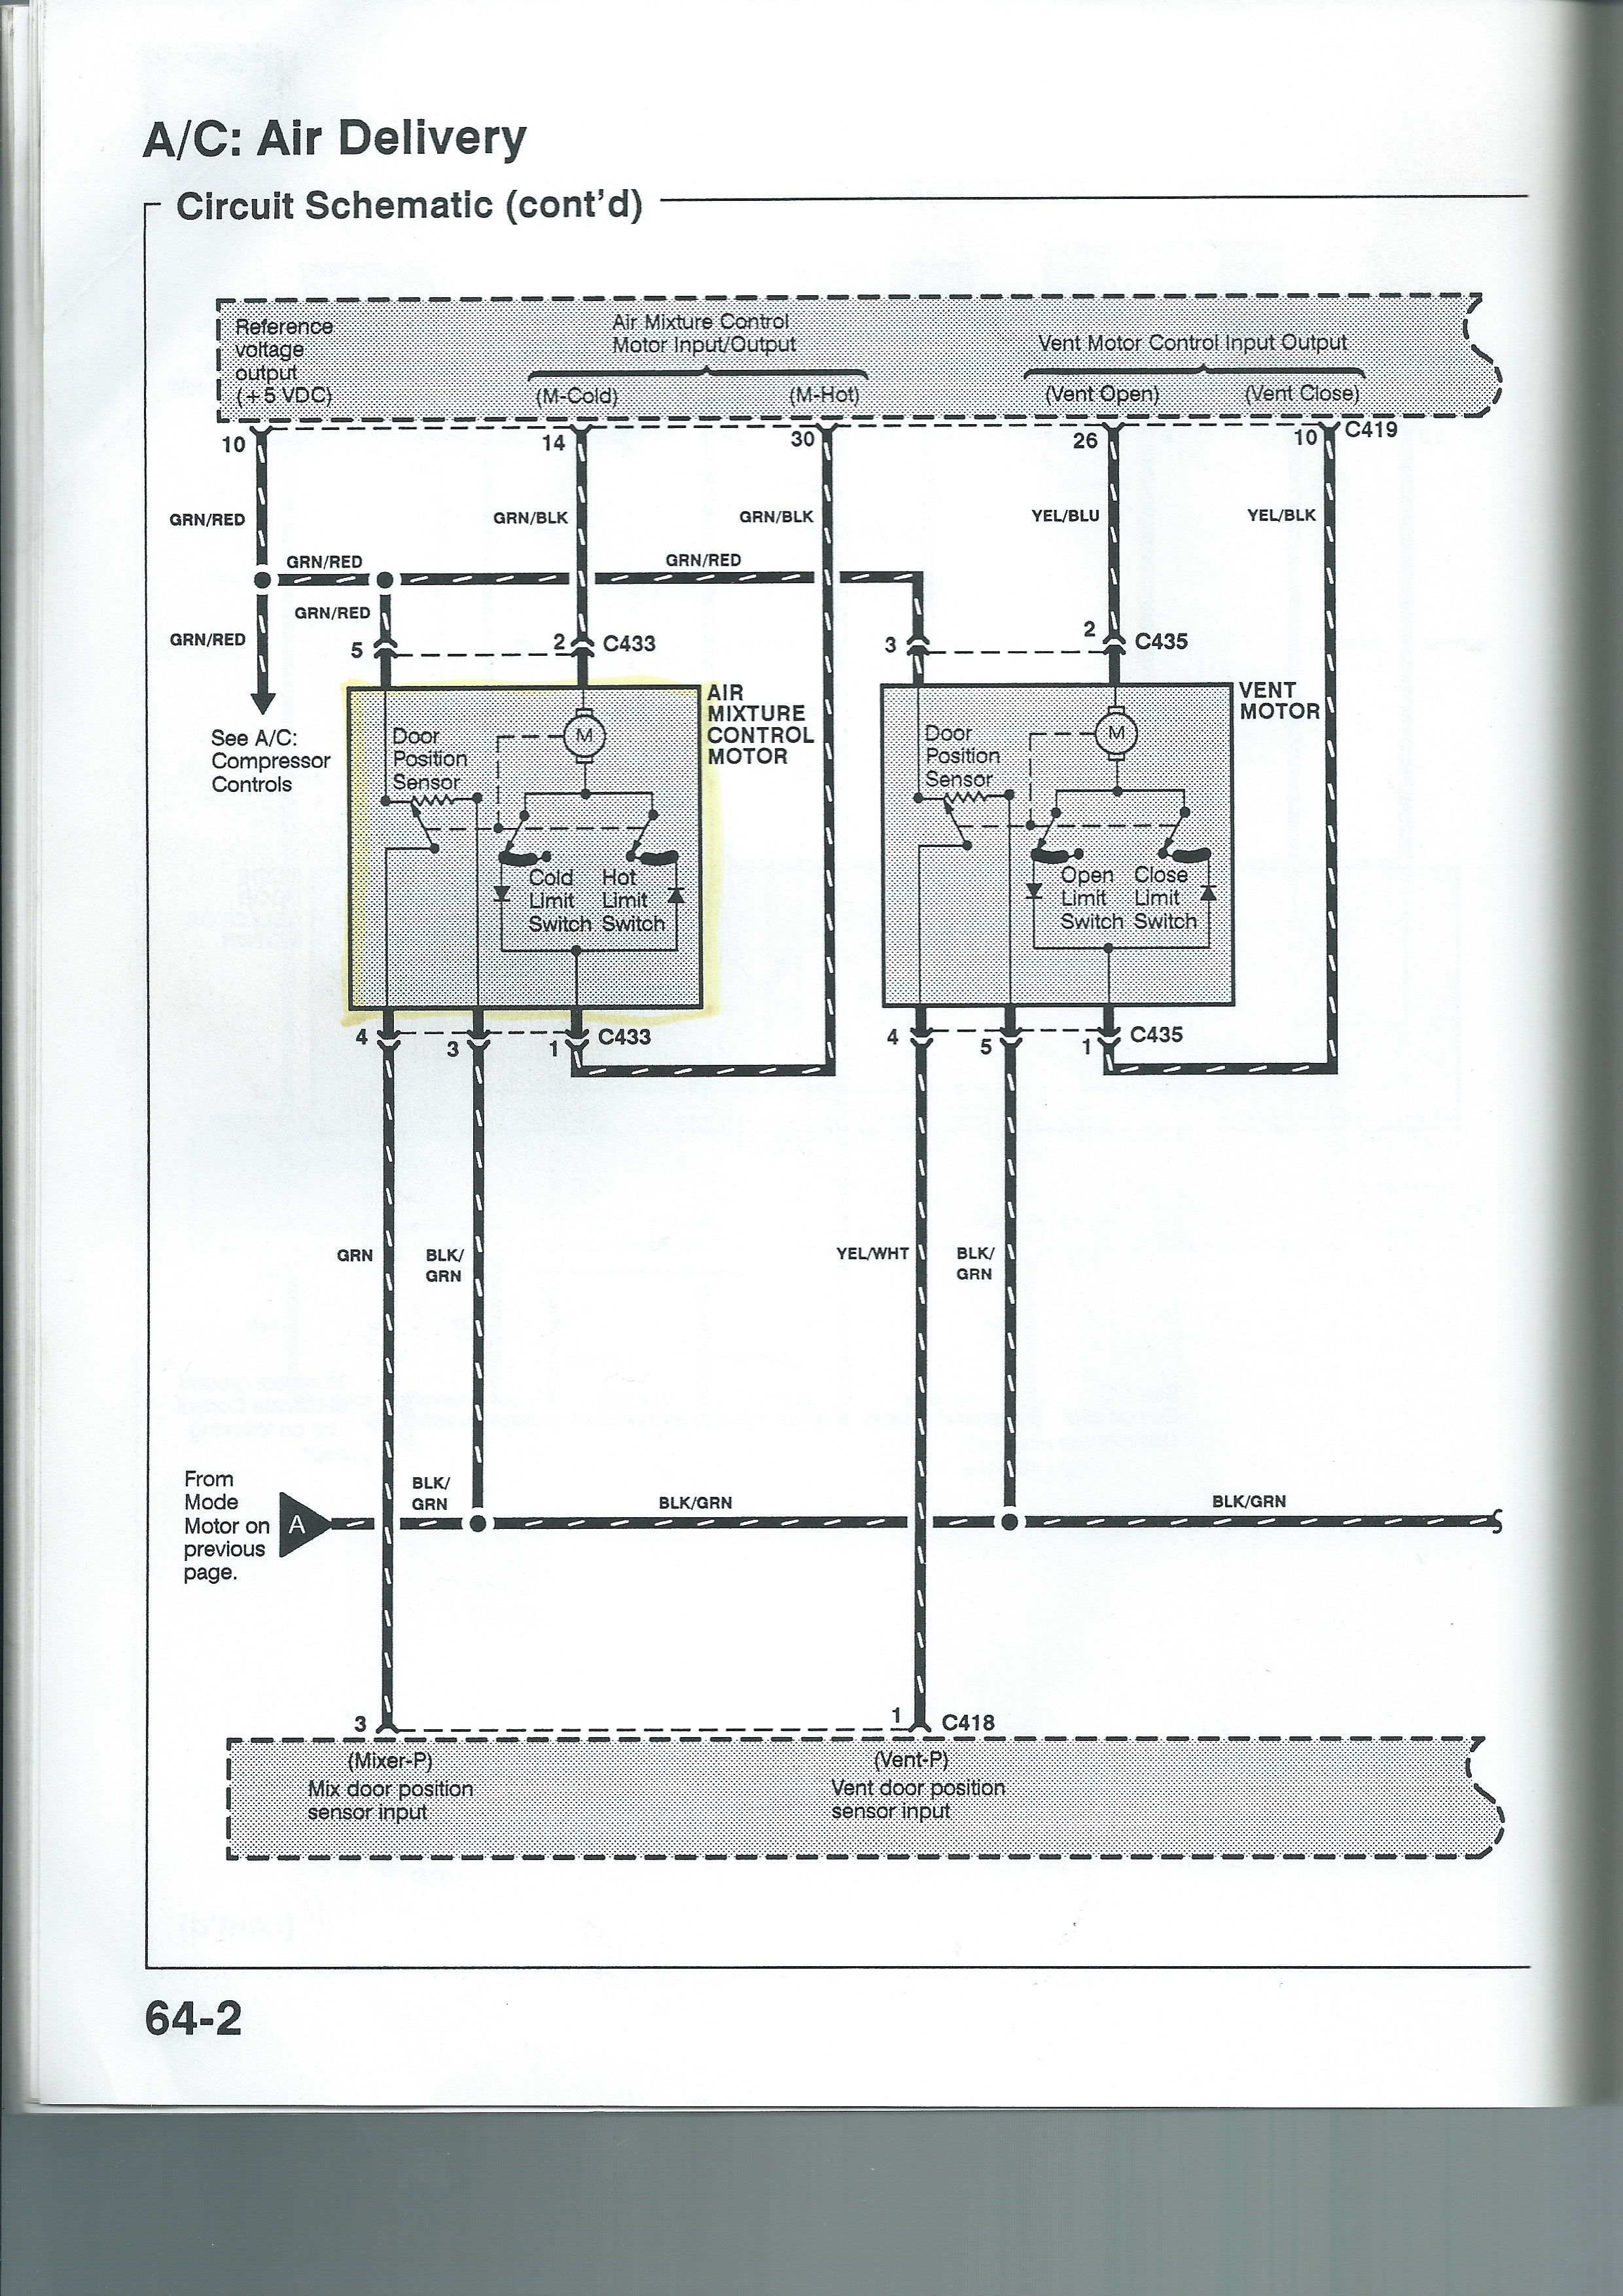 A/C: Air Delivery
Circuit Schematic (cont'd)
Reference
voltage
output
(+5 VDC)
Air Mixture Control
Motor Input/Output
(M-Cold)
(M-Hot)
Vent Motor Control Input Output
(Vent Open)
(Vent Close)
10
14
30
26
10
C419
GRN/RED
GRN/BLK
GRN/BLK
YEL/BLU
YEL/BLK
GRN/RED
GRN/RED
GRN/RED
GRN/RED
5
2
C433
3
2
C435
See A/C:
Compressor
Controls
AIR
MIXTURE
CONTROL
MOTOR
Door
Position
Sensor
M
Cold
Limit
Switch
Hot
Limit
Switch
VENT
MOTOR
Door
Position
Sensor
M
Open
Limit
Switch
Close
Limit
Switch
4
3
1
C433
4
5
1
C435
GRN
BLK/
GRN
YEL/WHT
BLK/
GRN
From
Mode
Motor on
previous
page.
A
BLK/
GRN
BLK/GRN
BLK/GRN
3
1
C418
(Mixer-P)
Mix door position
sensor input
(Vent-P)
Vent door position
sensor input
64-2